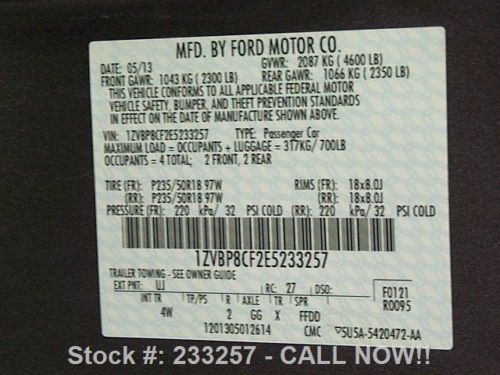 MFD. BY FORD MOTOR CO.
DATE: 05/13 GVWR: 2087 KG ( 4600 LB)
FRONT GAWR: 1043 KG ( 2300 LB) REAR GAWR: 1066 KG ( 2350 LB)
THIS VEHICLE CONFORMS TO ALL APPLICABLE FEDERAL MOTOR
VEHICLE SAFETY, BUMPER, AND THEFT PREVENTION STANDARDS
IN EFFECT ON THE DATE OF MANUFACTURE SHOWN ABOVE.
VIN: 1ZVBP8CF2E5233257 TYPE: Passenger Car
MAXIMUM LOAD = OCCUPANTS + LUGGAGE = 317KG/ 700LB
OCCUPANTS = 4 TOTAL; 2 FRONT, 2 REAR
TIRE (FR): P235/50R18 97W RIMS (FR): 18x8.0J
(RR): P235/50R18 97W (RR): 18x8.0J
PRESSURE (FR): 220 kPa/ 32 PSI COLD (RR): 220 kPa/ 32 PSI COLD
1ZVBP8CF2E5233257
TRAILER TOWING - SEE OWNER GUIDE
EXT PNT: UJ RC: 27 DSO: F0121
INT TR TP/PS R AXLE TR SPR R0095
4W 2 GG X FFDD
1201305012614 CMC 5U5A-5420472-AA
Stock #: 233257 - CALL NOW!!